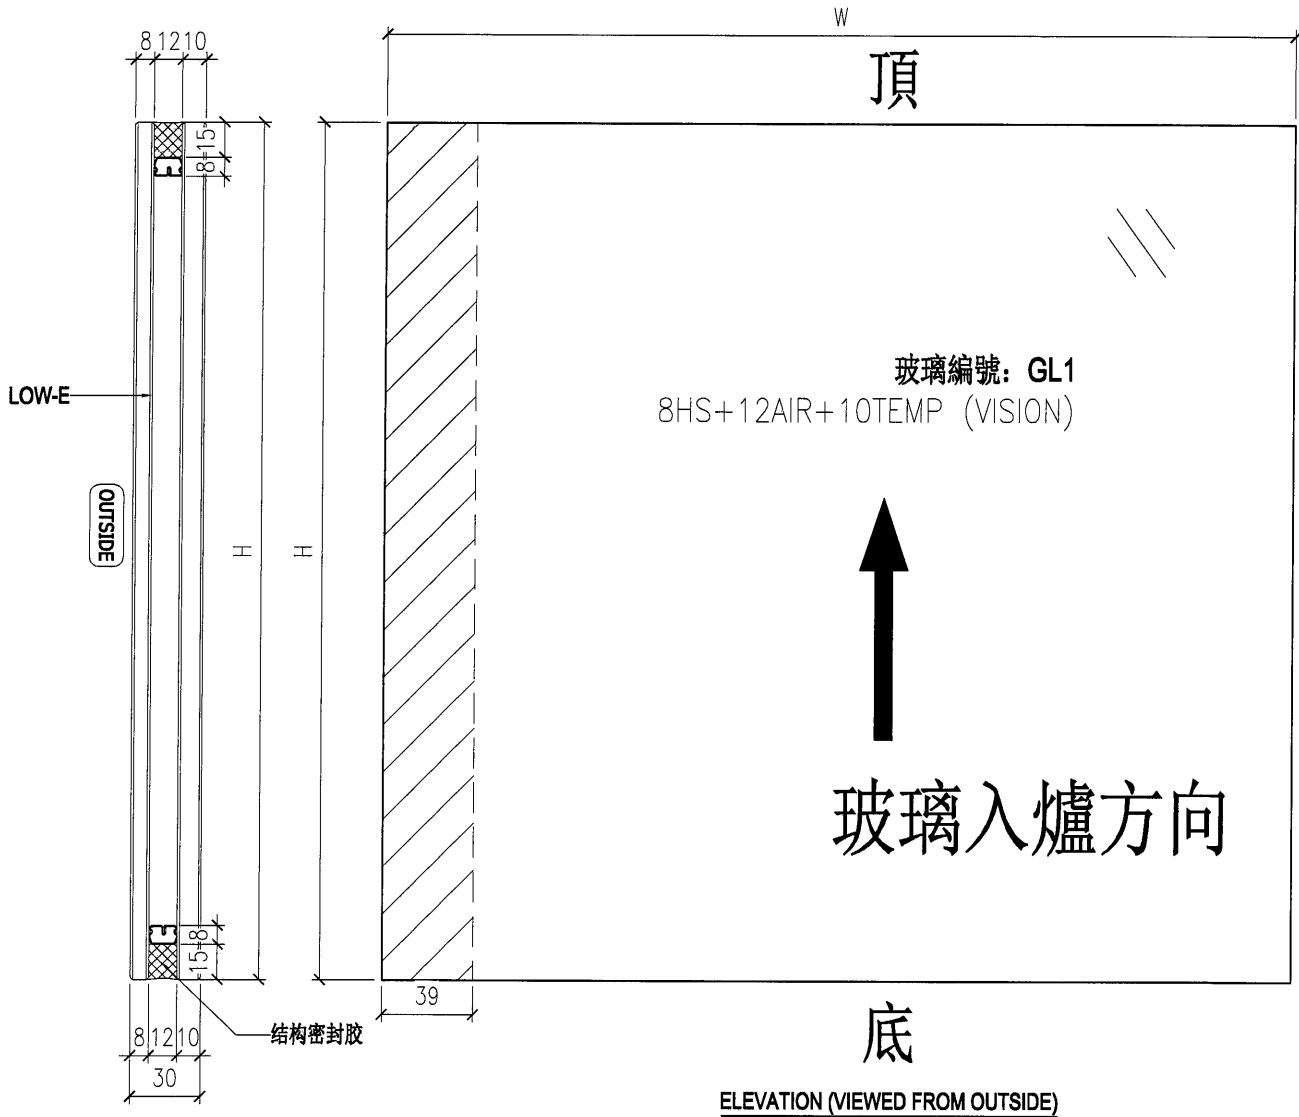 W
8 12 10
頂
15
8
玻璃編號：GL1
8HS+12AIR+10TEMP (VISION)
LOW-E
OUTSIDE
H
H
玻璃入爐方向
8
15
39
结构密封胶
底
8 12 10
30
ELEVATION (VIEWED FROM OUTSIDE)